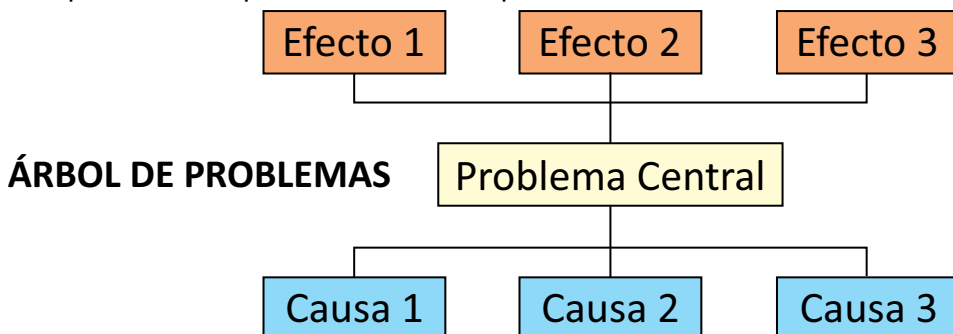 Efecto 1 Efecto 2 Efecto 3
ÁRBOL DE PROBLEMAS Problema Central
Causa 1 Causa 2 Causa 3